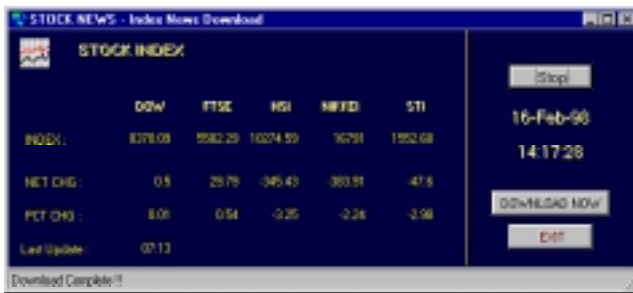 STOCK NEWS - Index News Download
STOCK INDEX
DOW FTSE HSI NIKKEI STI
INDEX : 8370.09 5582.29 10274.59 16791 1552.68
NET CHG : 0.5 29.79 -345.43 -383.91 -47.6
PCT CHG : 0.01 0.54 -3.25 -2.24 -2.98
Last Update : 07:13
Stop
16-Feb-98
14:17:28
DOWNLOAD NOW
EXIT
Download Complete !!